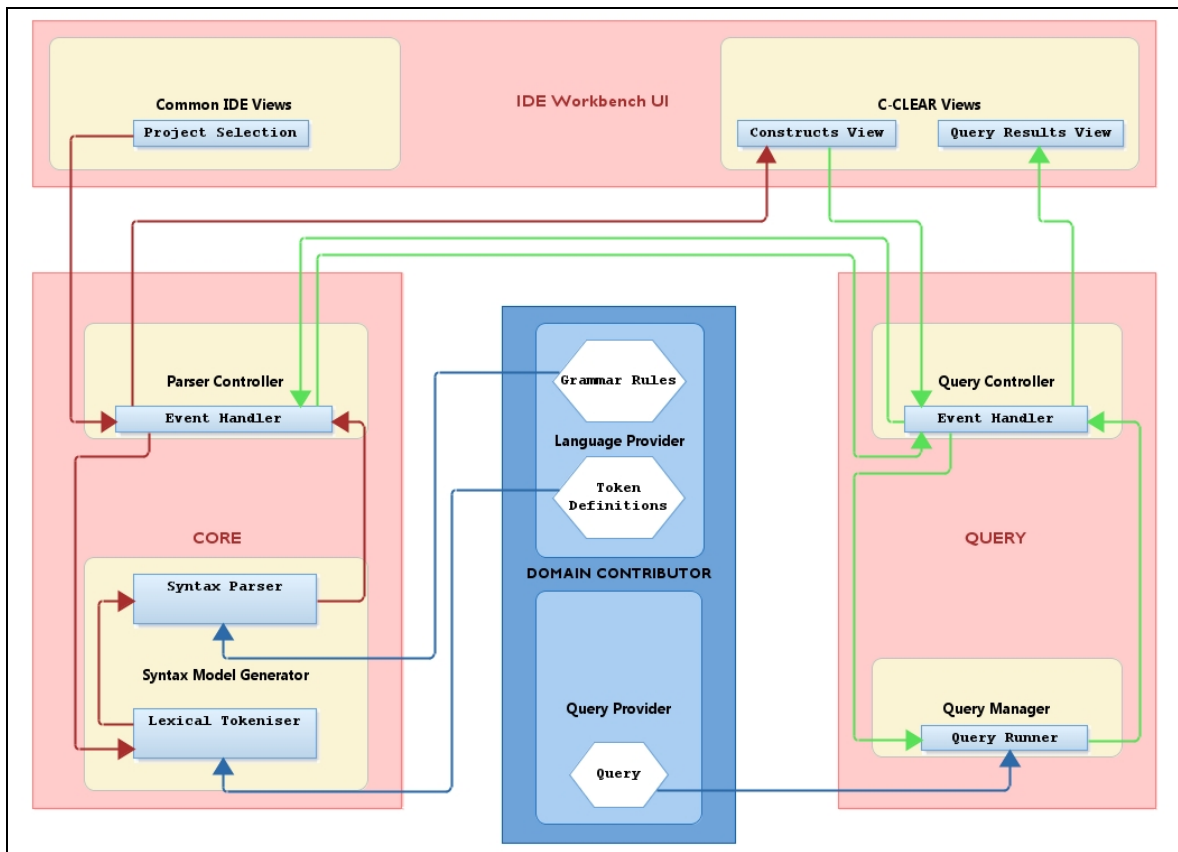 IDE Workbench UI
Common IDE Views
Project Selection
C-CLEAR Views
Constructs View
Query Results View
Parser Controller
Event Handler
CORE
Syntax Parser
Syntax Model Generator
Lexical Tokeniser
Grammar Rules
Language Provider
Token
Definitions
DOMAIN CONTRIBUTOR
Query Provider
Query
Query Controller
Event Handler
QUERY
Query Manager
Query Runner